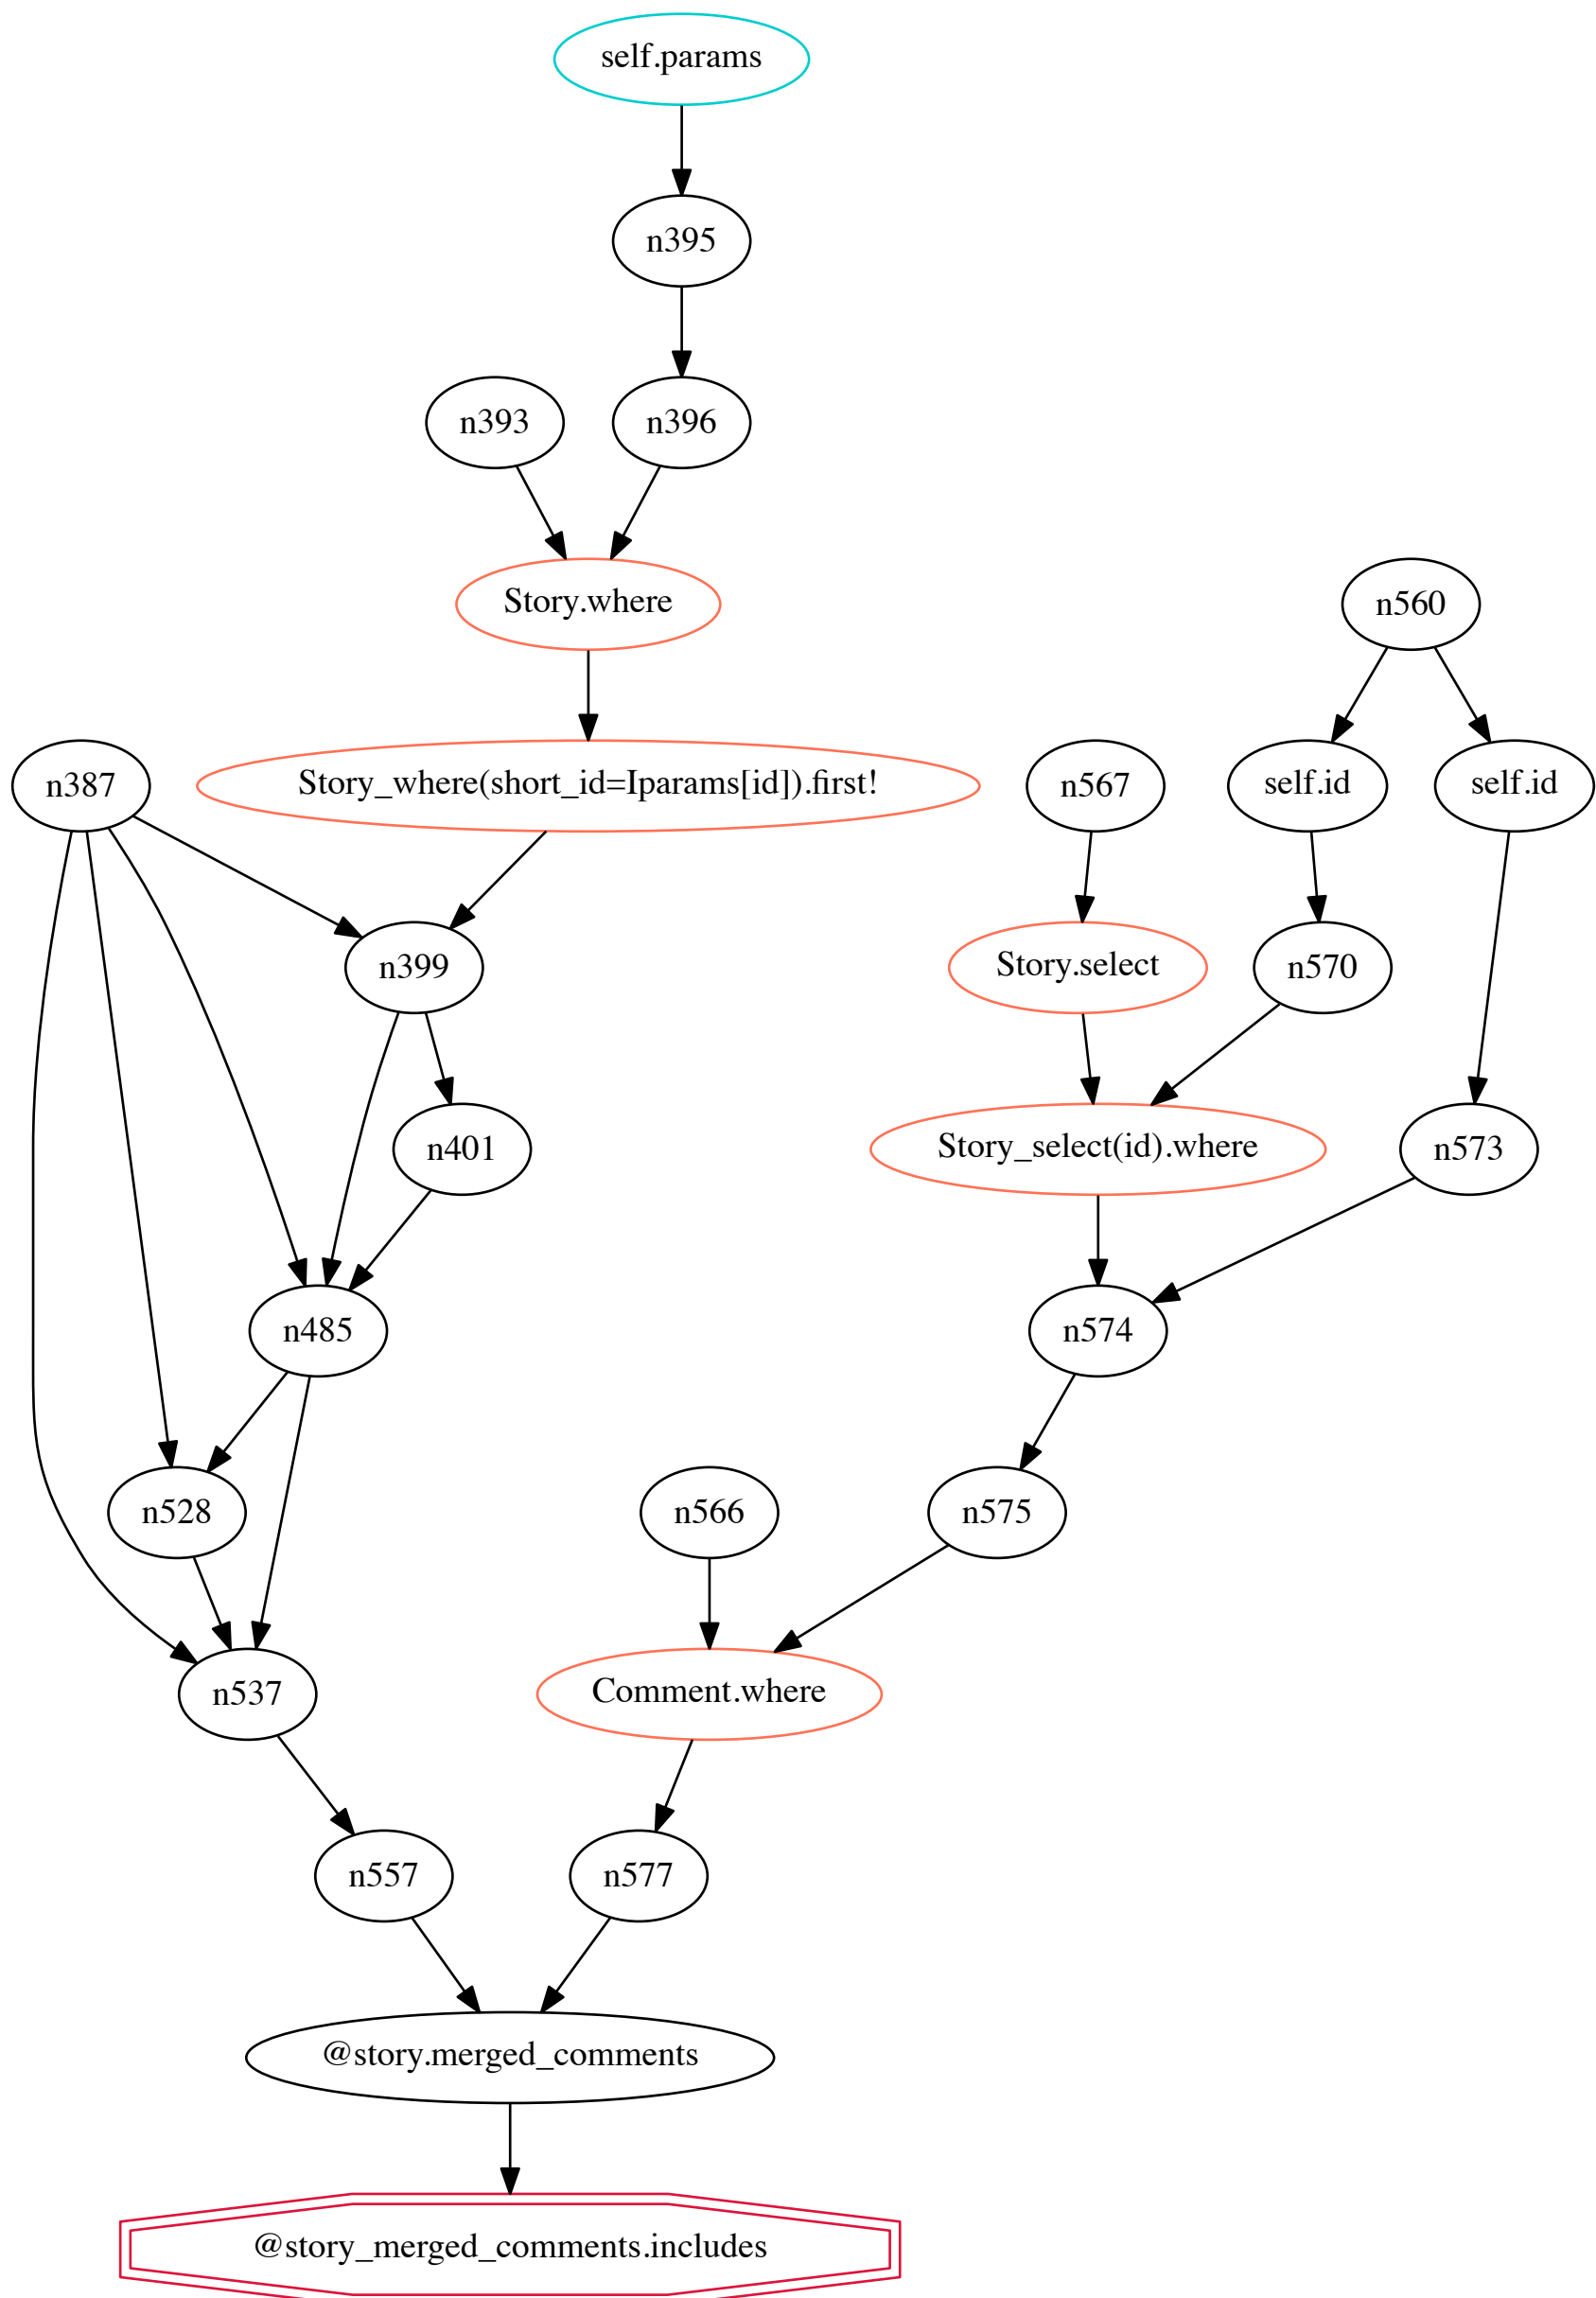 self.params
n395
n393
n396
Story.where
n560
n387
Story_where(short_id=Iparams[id]).first!
n567
self.id
self.id
n399
Story.select
n570
n401
Story_select(id).where
n573
n485
n574
n528
n566
n575
n537
Comment.where
n557
n577
@story.merged_comments
@story_merged_comments.includes